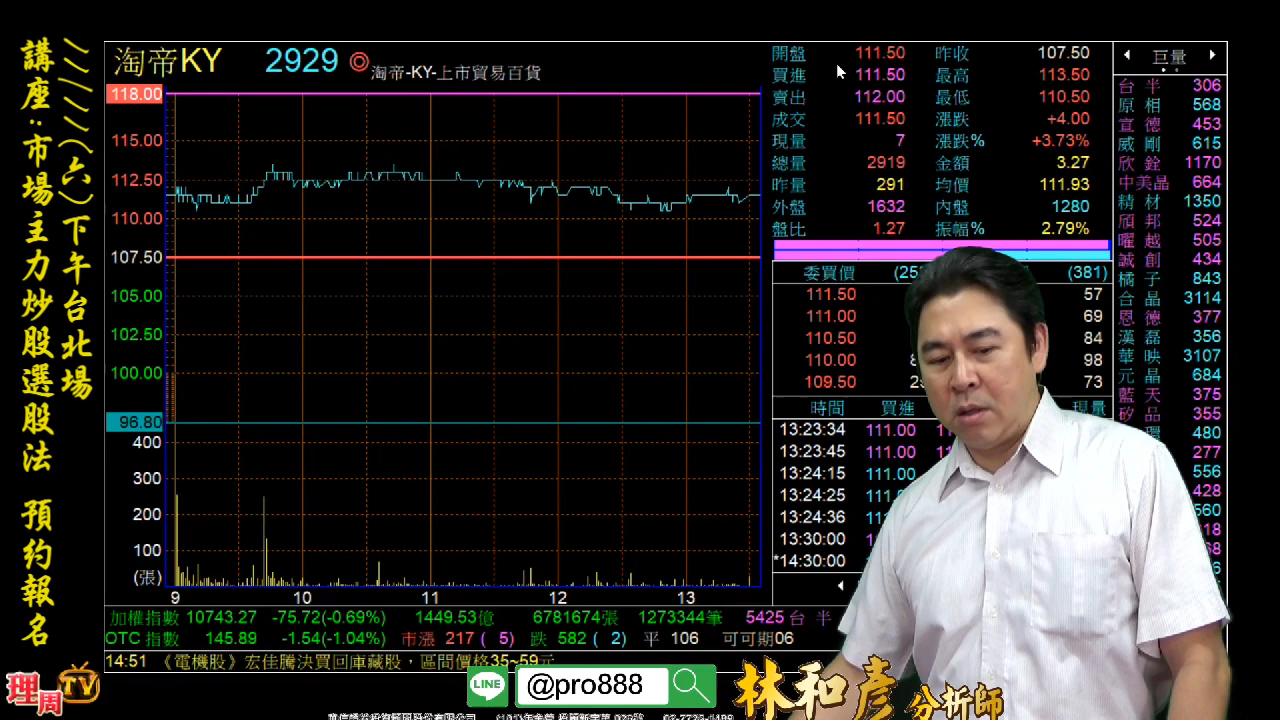 ／／／／／（六）下午台北場
講座：市場主力炒股選股法 預約報名
淘帝KY 2929 ◎ 淘帝-KY-上市貿易百貨
118.00
115.00
112.50
110.00
107.50
105.00
102.50
100.00
96.80
400
300
200
100
(張)
9 10 11 12 13
開盤 111.50 昨收 107.50
買進 111.50 最高 113.50
賣出 112.00 最低 110.50
成交 111.50 漲跌 +4.00
現量 7 漲跌% +3.73%
總量 2919 金額 3.27
昨量 291 均價 111.93
外盤 1632 內盤 1280
盤比 1.27 振幅% 2.79%
委買價 (381)
111.50 57
111.00 69
110.50 84
110.00 98
109.50 73
時間 買進 現量
13:23:34 111.00
13:23:45 111.00
13:24:15 111.00
13:24:25
13:24:36
13:30:00
*14:30:00
巨量
台半 306
原相 568
宣德 453
威剛 615
欣銓 1170
中美晶 664
精材 1350
頎邦 524
曜越 505
誠創 434
橘子 843
合晶 3114
恩德 377
漢磊 356
華映 3107
元晶 684
藍天 375
矽品 355
環 480
277
556
428
加權指數 10743.27 -75.72(-0.69%) 1449.53億 6781674張 1273344筆 5425 台半
OTC 指數 145.89 -1.54(-1.04%) 市漲 217 ( 5) 跌 582 ( 2) 平 106 可可期06
14:51 《電機股》宏佳騰決買回庫藏股，區間價格35~59元
理周TV
LINE @pro888
林和彥 分析師